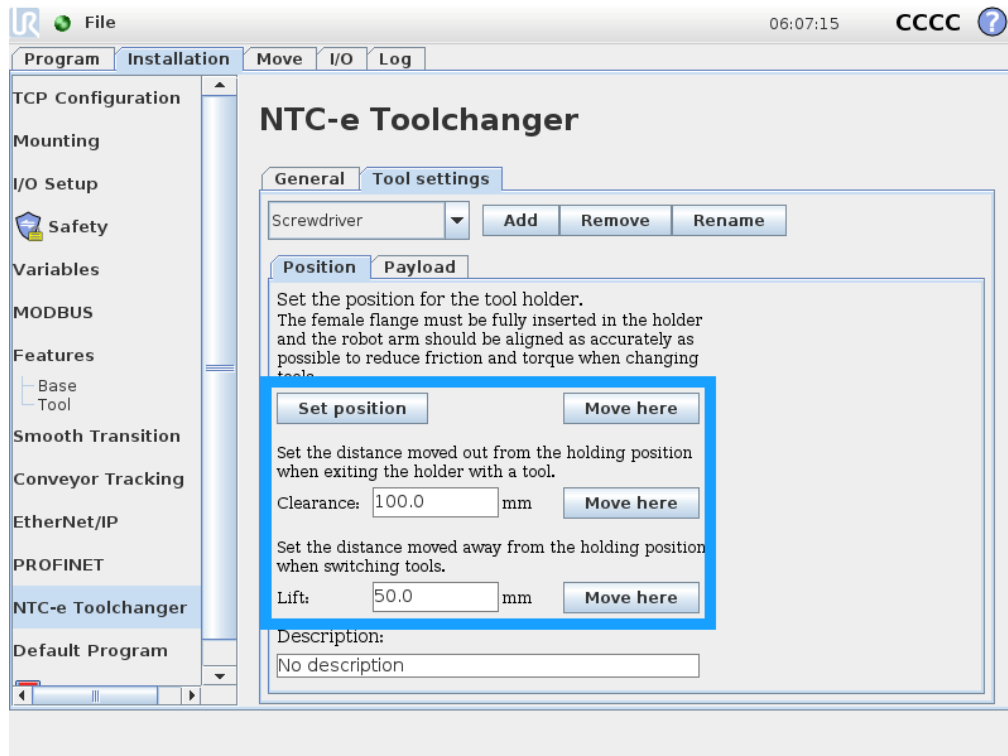 UR File 06:07:15 CCCC ?
Program Installation Move I/O Log
TCP Configuration
Mounting
I/O Setup
Safety
Variables
MODBUS
Features
Base
Tool
Smooth Transition
Conveyor Tracking
EtherNet/IP
PROFINET
NTC-e Toolchanger
Default Program
NTC-e Toolchanger
General Tool settings
Screwdriver Add Remove Rename
Position Payload
Set the position for the tool holder.
The female flange must be fully inserted in the holder
and the robot arm should be aligned as accurately as
possible to reduce friction and torque when changing
tools.
Set position Move here
Set the distance moved out from the holding position
when exiting the holder with a tool.
Clearance: 100.0 mm Move here
Set the distance moved away from the holding position
when switching tools.
Lift: 50.0 mm Move here
Description:
No description